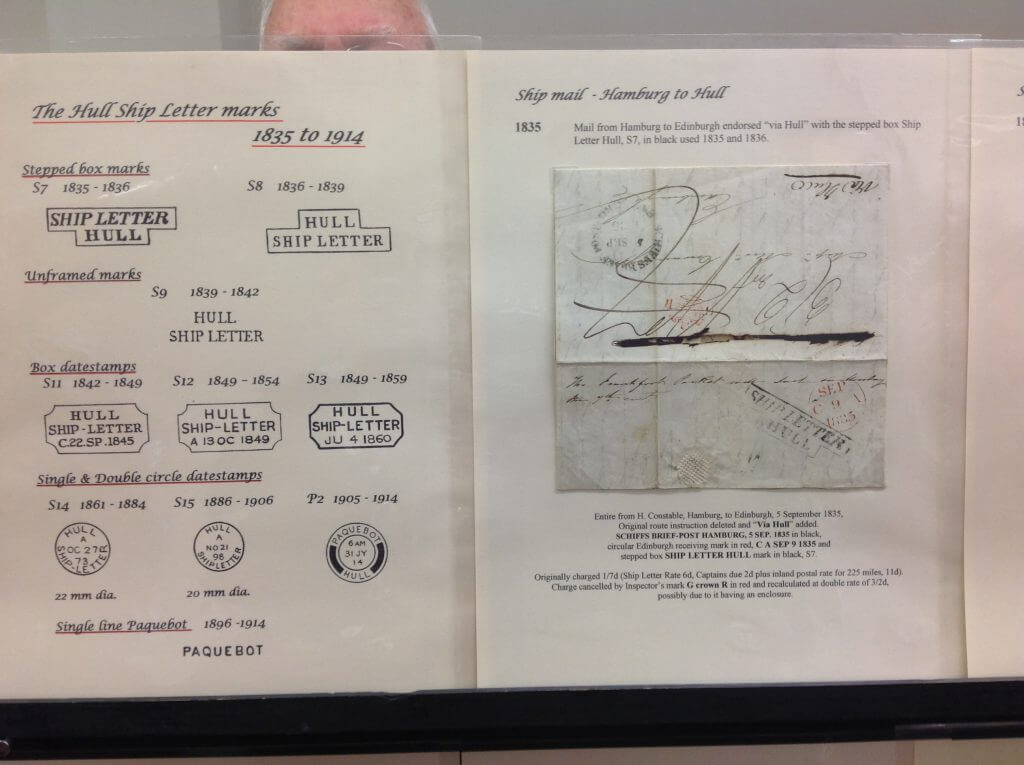 The Hull Ship Letter marks
1835 to 1914
Stepped box marks
S7 1835 - 1836
S8 1836 - 1839
SHIP LETTER
HULL
HULL
SHIP LETTER
Unframed marks
S9 1839 - 1842
HULL
SHIP LETTER
Box datestamps
S11 1842 - 1849
S12 1849 – 1854
S13 1849 - 1859
HULL
SHIP-LETTER
C.22.SP.1845
HULL
SHIP-LETTER
A 13 OC 1849
HULL
SHIP-LETTER
JU 4 1860
Single & Double circle datestamps
S14 1861 - 1884
S15 1886 - 1906
P2 1905 - 1914
HULL
A
OC 27
73
SHIP-LETTER
HULL
A
NO 21
98
SHIPLETTER
PAQUEBOT
6 AM
31 JY
14
HULL
22 mm dia.
20 mm dia.
Single line Paquebot 1896 -1914
PAQUEBOT
Ship mail - Hamburg to Hull
1835 Mail from Hamburg to Edinburgh endorsed "via Hull" with the stepped box Ship
Letter Hull, S7, in black used 1835 and 1836.
via Hull
SEP
SEP
C 9 A
1835
SHIP LETTER
HULL
Entire from H. Constable, Hamburg, to Edinburgh, 5 September 1835,
Original route instruction deleted and "Via Hull" added.
SCHIFFS BRIEF-POST HAMBURG, 5 SEP. 1835 in black,
circular Edinburgh receiving mark in red, C A SEP 9 1835 and
stepped box SHIP LETTER HULL mark in black, S7.
Originally charged 1/7d (Ship Letter Rate 6d, Captains due 2d plus inland postal rate for 225 miles, 11d).
Charge cancelled by Inspector's mark G crown R in red and recalculated at double rate of 3/2d,
possibly due to it having an enclosure.